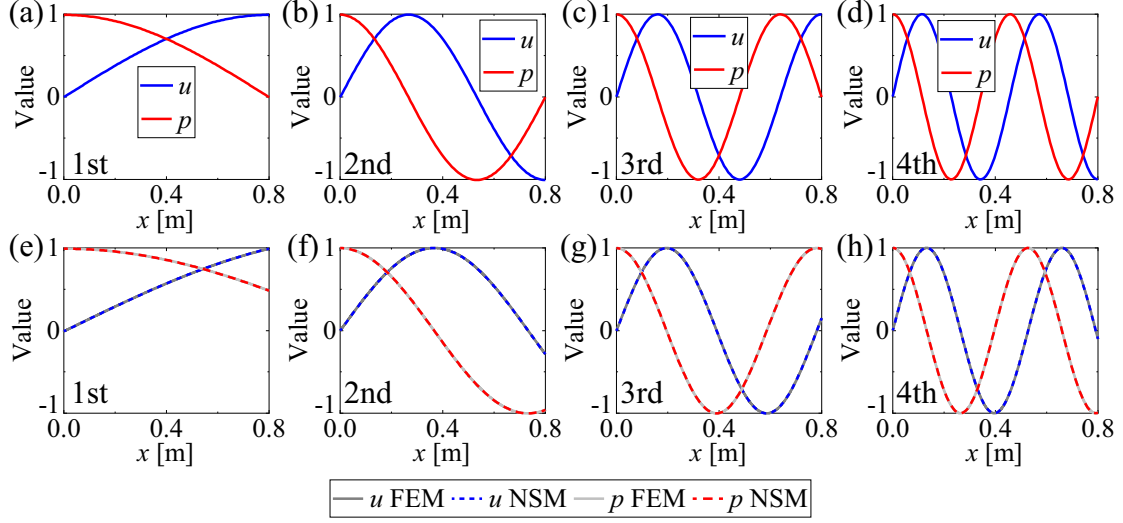 (a)
1
0
-1
Value
u
p
1st
0.0 0.4 0.8
x [m]
(b)
1
0
-1
Value
u
p
2nd
0.0 0.4 0.8
x [m]
(c)
1
0
-1
Value
u
p
3rd
0.0 0.4 0.8
x [m]
(d)
1
0
-1
Value
u
p
4th
0.0 0.4 0.8
x [m]
(e)
1
0
-1
Value
1st
0.0 0.4 0.8
x [m]
(f)
1
0
-1
Value
2nd
0.0 0.4 0.8
x [m]
(g)
1
0
-1
Value
3rd
0.0 0.4 0.8
x [m]
(h)
1
0
-1
Value
4th
0.0 0.4 0.8
x [m]
u FEM u NSM p FEM p NSM